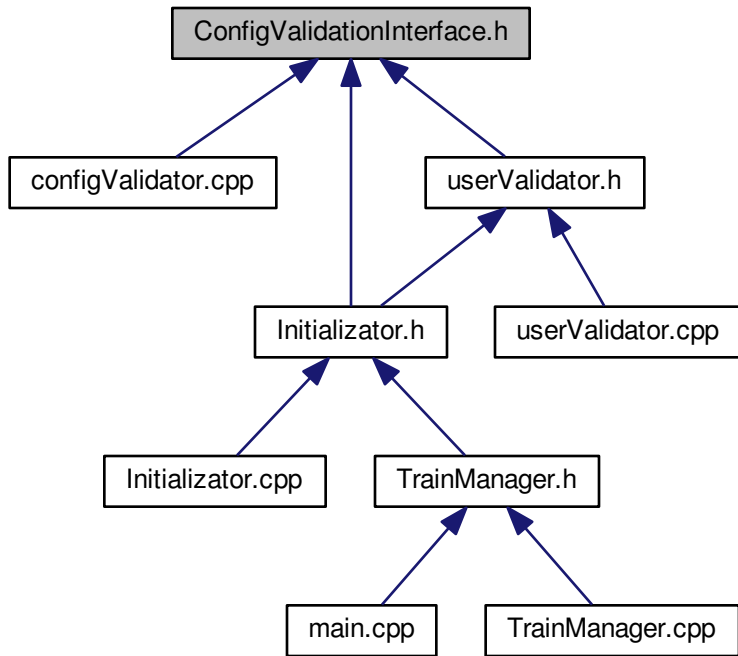 ConfigValidationInterface.h
configValidator.cpp
userValidator.h
Initializator.h
userValidator.cpp
Initializator.cpp
TrainManager.h
main.cpp
TrainManager.cpp